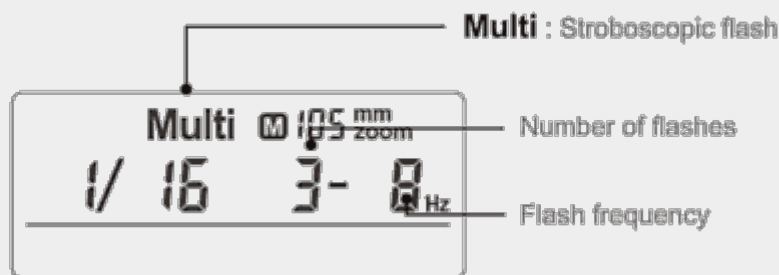 Multi : Stroboscopic flash
Multi M 105 mm zoom
Number of flashes
1/ 16 3- 8 Hz
Flash frequency